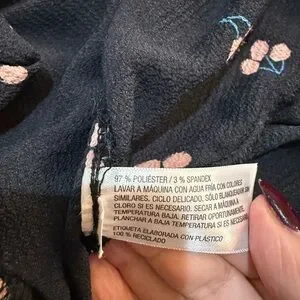 97 % POLIÉSTER / 3 % SPANDEX
LAVAR A MÁQUINA CON AGUA FRÍA CON COLORES
SIMILARES. CICLO DELICADO. SÓLO BLANQUEADOR SIN
CLORO SI ES NECESARIO. SECAR A MÁQUINA A
TEMPERATURA BAJA. RETIRAR OPORTUNAMENTE.
PLANCHAR A BAJA TEMPERATURA SI ES NECESARIO.
ETIQUETA ELABORADA CON PLÁSTICO
100 % RECICLADO